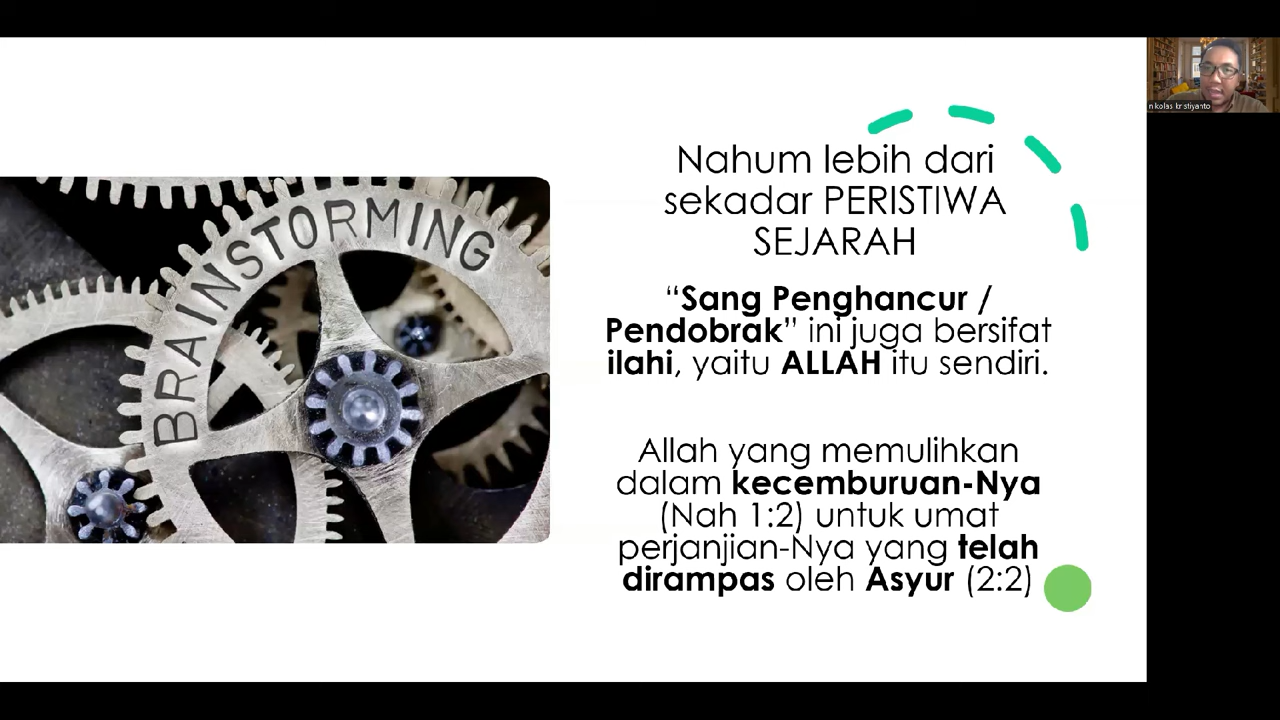 BRAINSTORMING
Nahum lebih dari
sekadar PERISTIWA
SEJARAH
“Sang Penghancur /
Pendobrak” ini juga bersifat
ilahi, yaitu ALLAH itu sendiri.
Allah yang memulihkan
dalam kecemburuan-Nya
(Nah 1:2) untuk umat
perjanjian-Nya yang telah
dirampas oleh Asyur (2:2)
nikolas kristiyanto